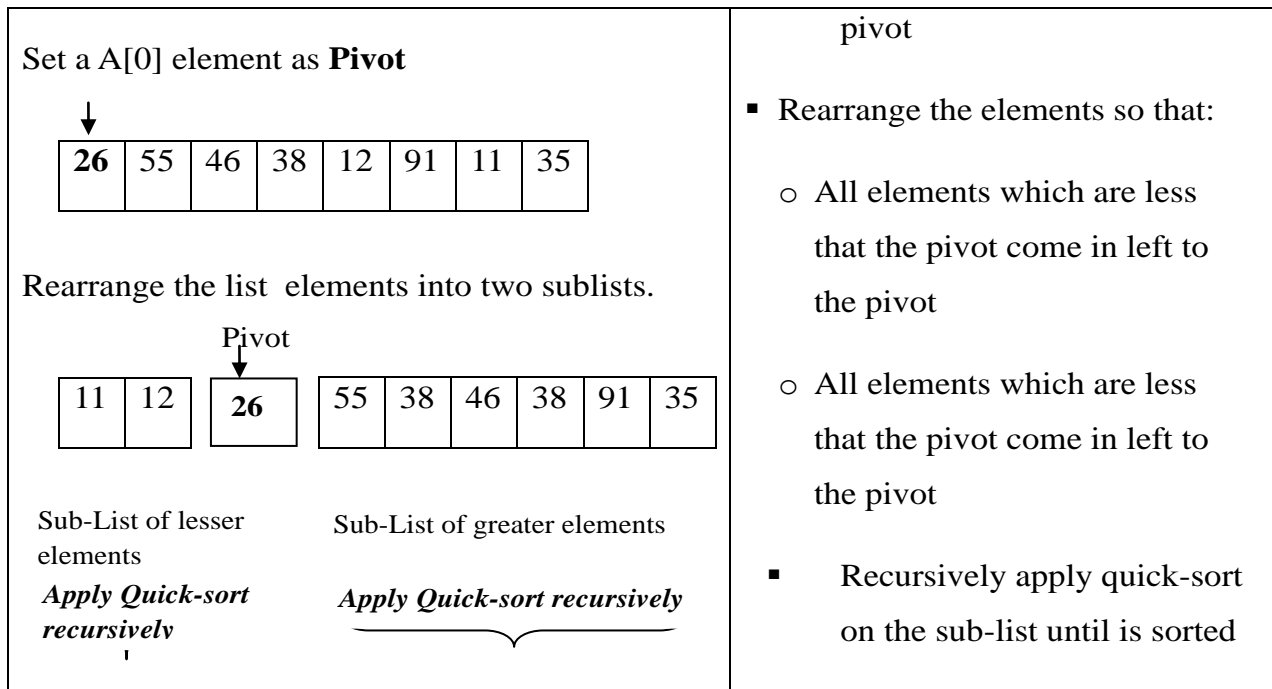 Set a A[0] element as Pivot
26 55 46 38 12 91 11 35
Rearrange the list elements into two sublists.
Pivot
11 12 26 55 38 46 38 91 35
Sub-List of lesser
elements
Apply Quick-sort
recursively
Sub-List of greater elements
Apply Quick-sort recursively
pivot
▪ Rearrange the elements so that:
o All elements which are less
that the pivot come in left to
the pivot
o All elements which are less
that the pivot come in left to
the pivot
▪ Recursively apply quick-sort
on the sub-list until is sorted